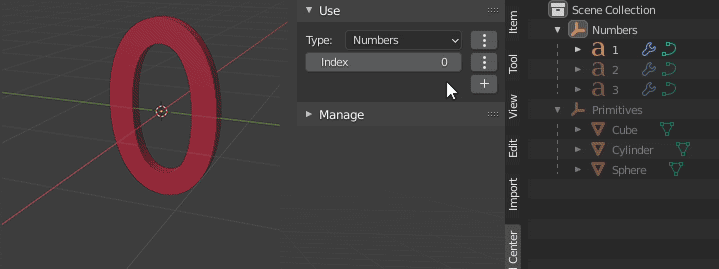 0
Use
Type: Numbers
Index 0
Manage
Item
Tool
View
Edit
Import
Center
Scene Collection
Numbers
1
2
3
Primitives
Cube
Cylinder
Sphere